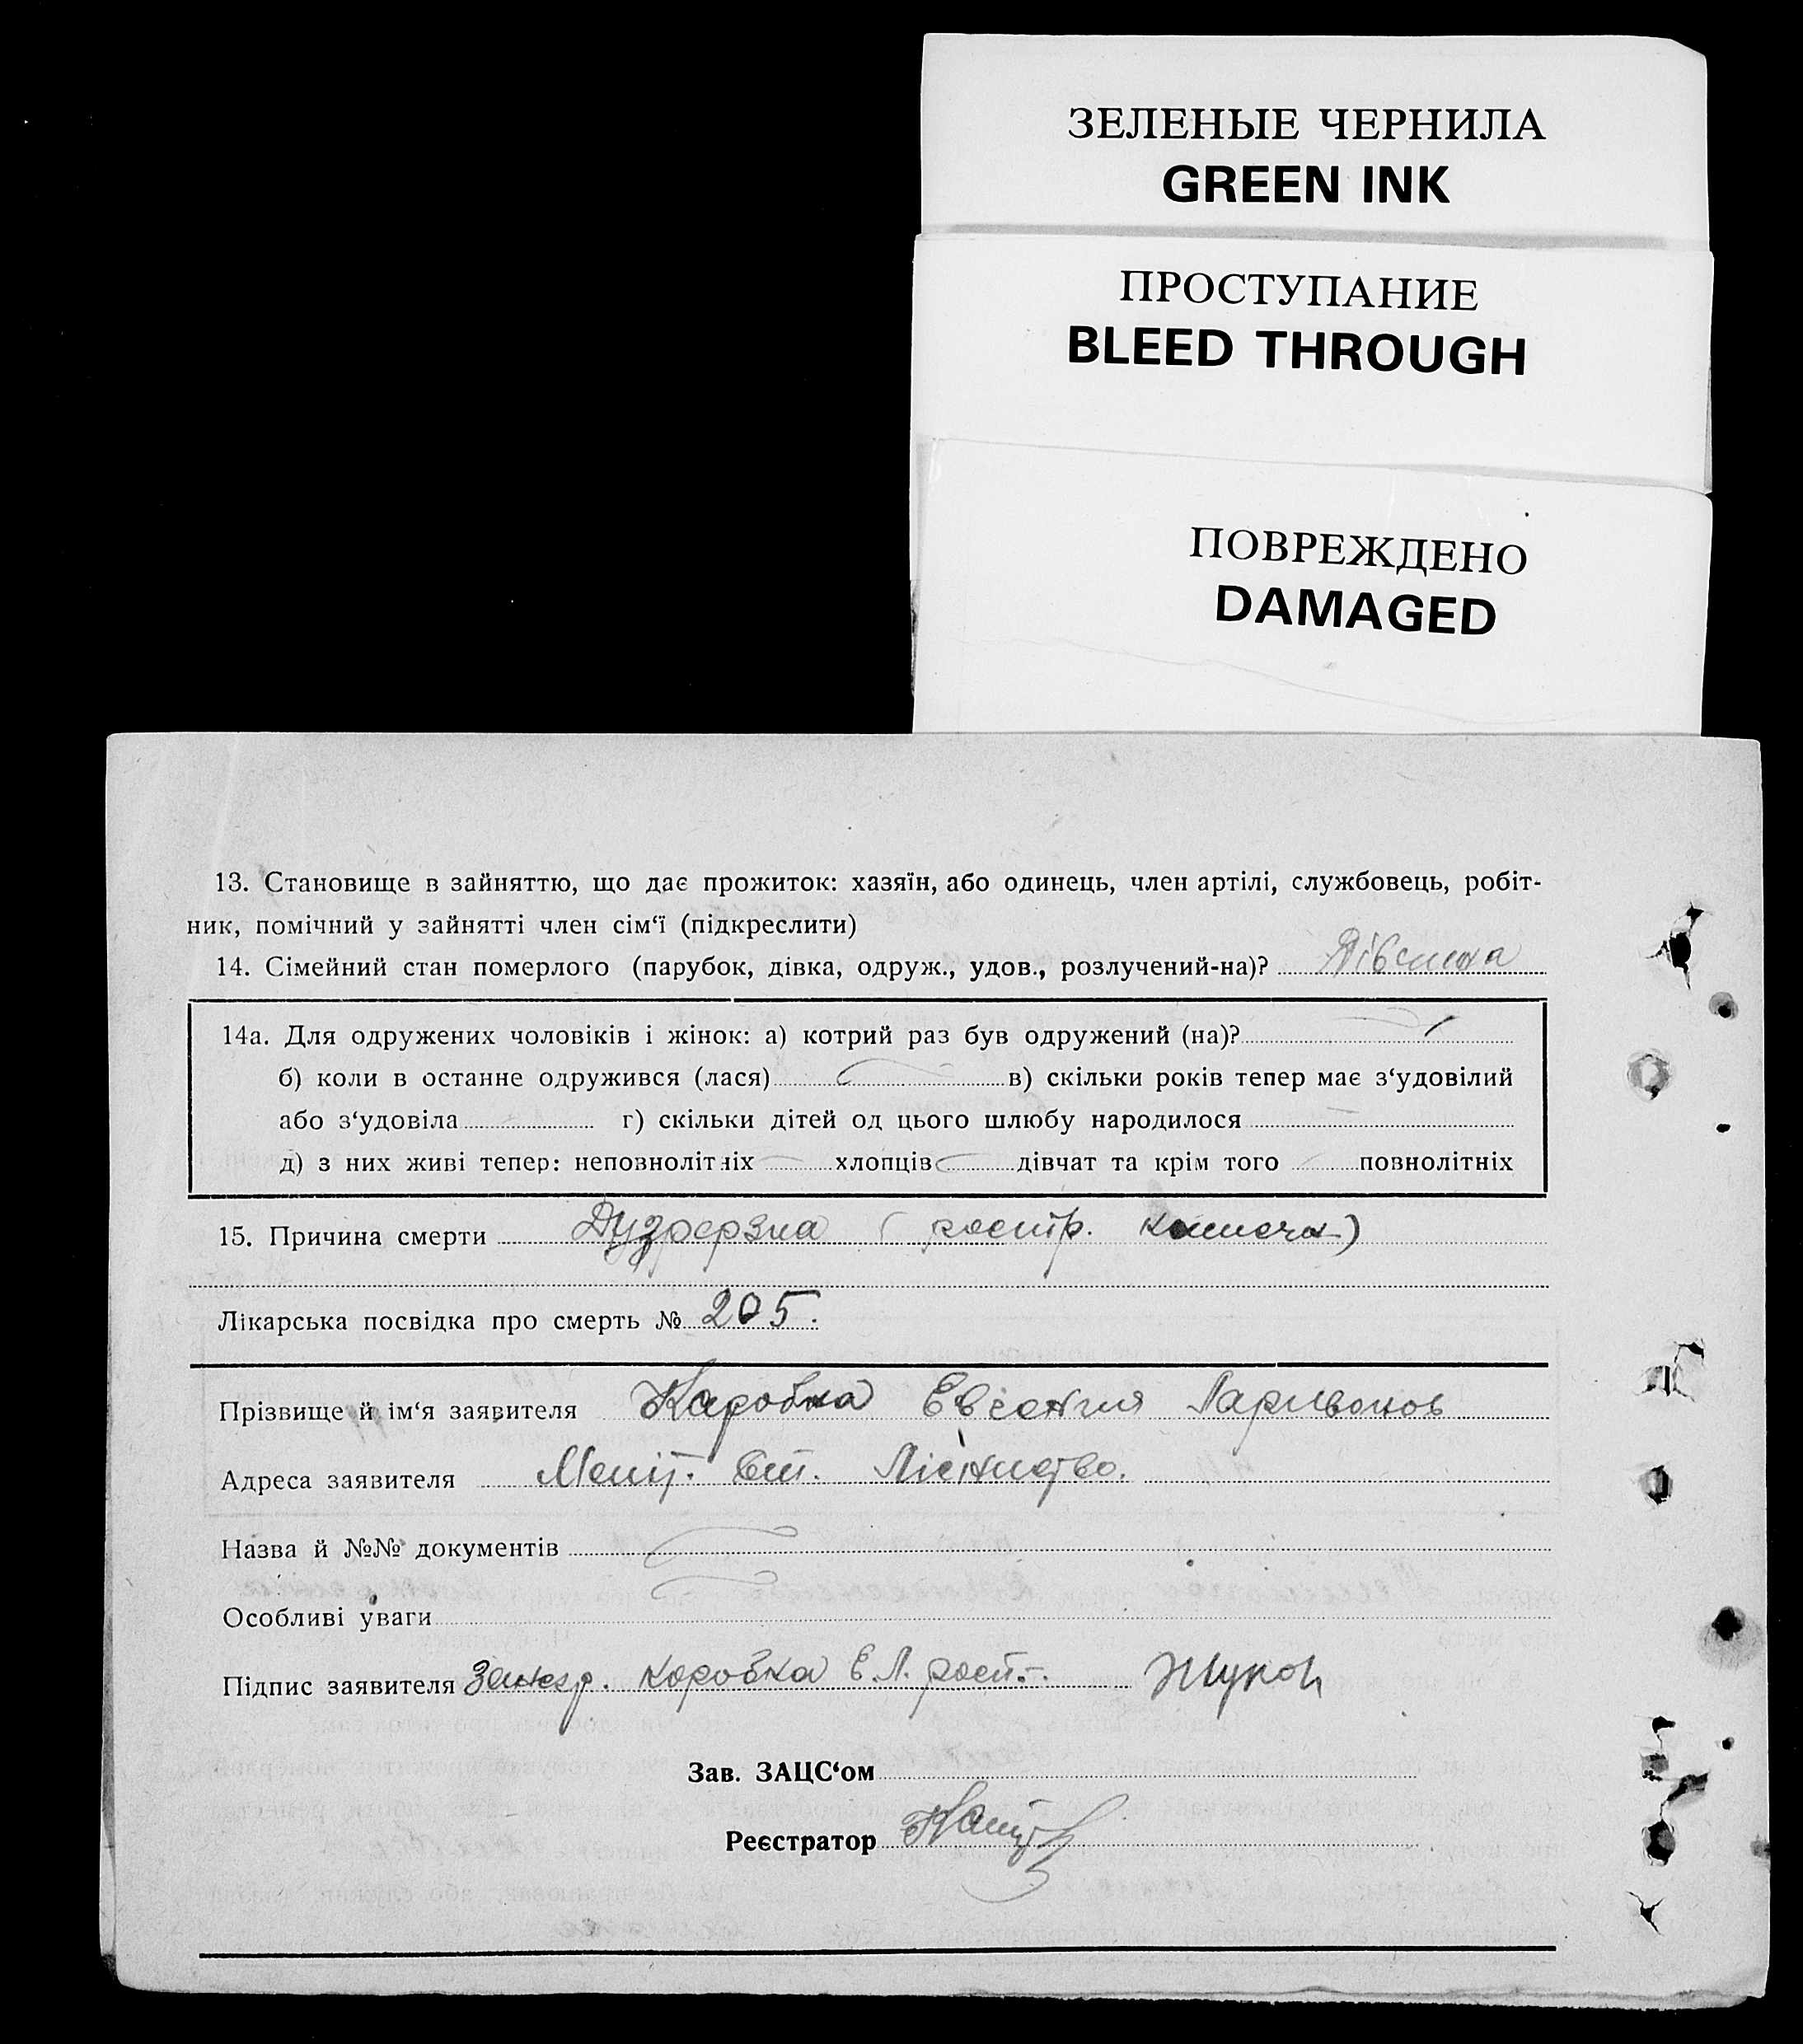 ЗЕЛЕНЫЕ ЧЕРНИЛА
GREEN INK
ПРОСТУПАНИЕ
BLEED THROUGH
ПОВРЕЖДЕНО
DAMAGED
13. Становище в зайняттю, що дає прожиток: хазяїн, або одинець, член артілі, службовець, робіт-
ник, помічний у зайнятті член сім‘ї (підкреслити)
14. Сімейний стан померлого (парубок, дівка, одруж., удов., розлучений-на)?
14а. Для одружених чоловіків і жінок: а) котрий раз був одружений (на)?
б) коли в останне одружився (лася) в) скільки років тепер має з‘удовілий
або з‘удовіла г) скільки дітей од цього шлюбу народилося
д) з них живі тепер: неповнолітніх хлопців дівчат та крім того повнолітніх
15. Причина смерти
Лікарська посвідка про смерть № 205.
Прізвище й ім‘я заявителя Коробка
Адреса заявителя
Назва й №№ документів
Особливі уваги
Підпис заявителя коробка Е.Л.
Зав. ЗАЦС‘ом
Реєстратор